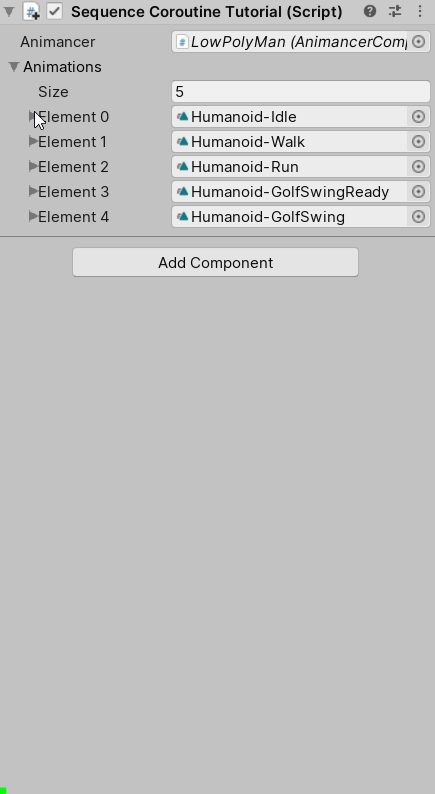 Sequence Coroutine Tutorial (Script)
Animancer LowPolyMan (AnimancerComp
Animations
Size 5
Element 0 Humanoid-Idle
Element 1 Humanoid-Walk
Element 2 Humanoid-Run
Element 3 Humanoid-GolfSwingReady
Element 4 Humanoid-GolfSwing
Add Component